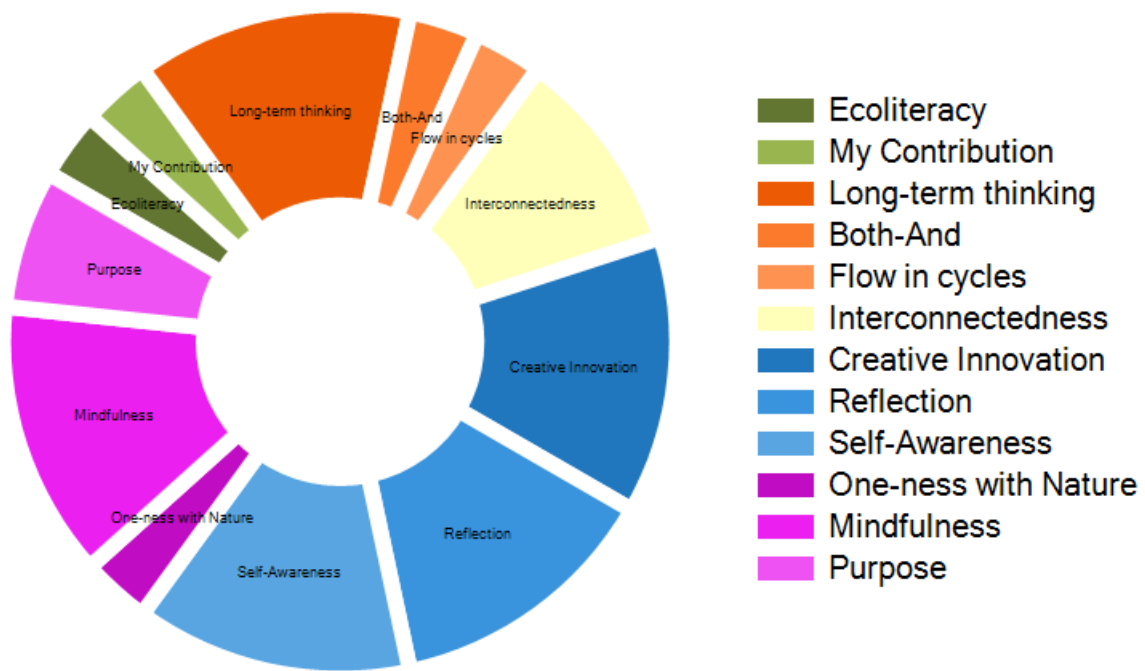 Long-term thinking
Both-And
Flow in cycles
My Contribution
Ecoliteracy
Interconnectedness
Purpose
Creative Innovation
Mindfulness
One-ness with Nature
Reflection
Self-Awareness
Ecoliteracy
My Contribution
Long-term thinking
Both-And
Flow in cycles
Interconnectedness
Creative Innovation
Reflection
Self-Awareness
One-ness with Nature
Mindfulness
Purpose